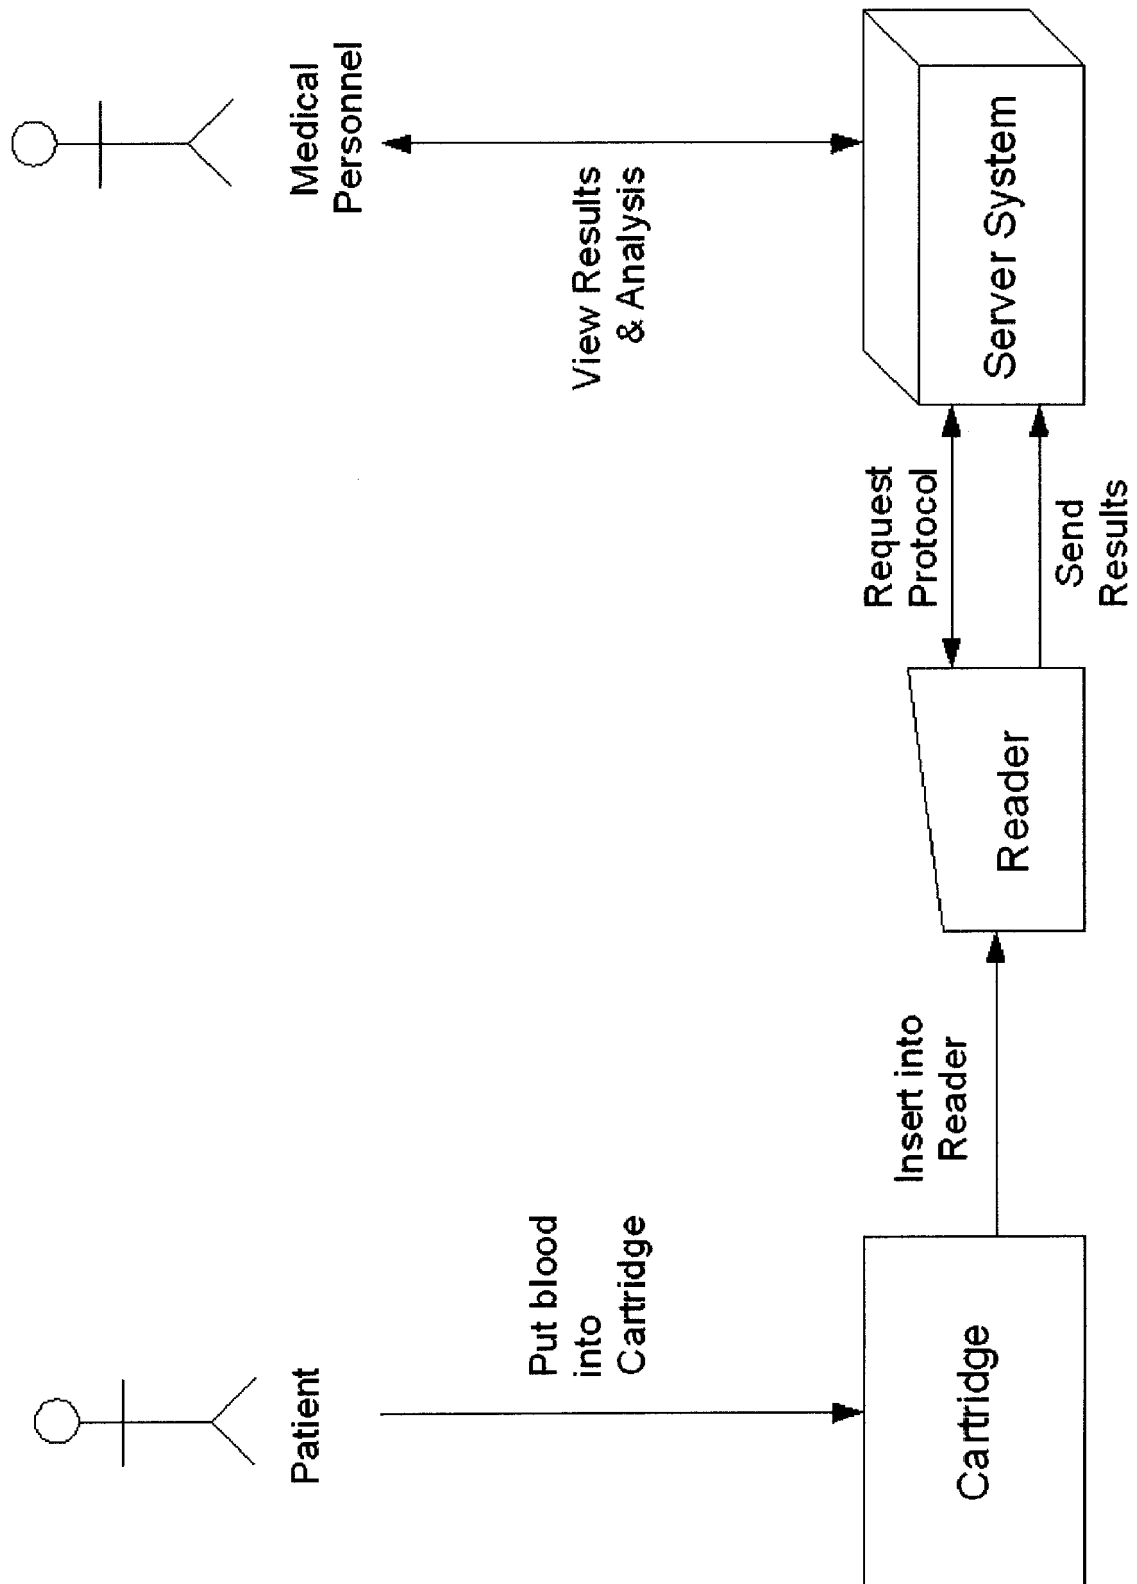 Patient
Put blood
into
Cartridge
Cartridge
Insert into
Reader
Reader
Request
Protocol
Send
Results
Server System
View Results
& Analysis
Medical
Personnel